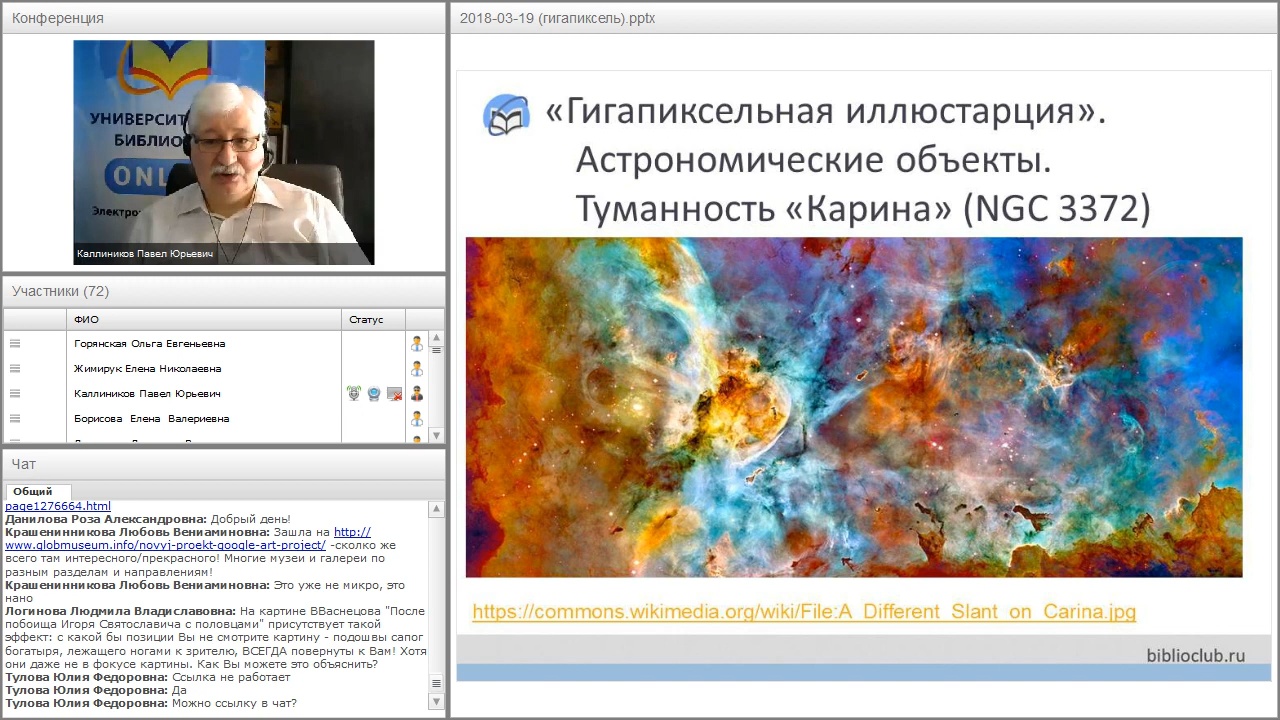 Конференция
УНИВЕРСИТ
БИБЛИО
ONL
Каллиников Павел Юрьевич
Участники (72)
ФИО
Статус
Горянская Ольга Евгеньевна
Жимирук Елена Николаевна
Каллиников Павел Юрьевич
Борисова Елена Валериевна
Чат
Общий
page1276664.html
Данилова Роза Александровна: Добрый день!
Крашенинникова Любовь Вениаминовна: Зашла на http://
www.globmuseum.info/novyj-proekt-google-art-project/ -сколько же
всего там интересного/прекрасного! Многие музеи и галереи по
разным разделам и направлениям!
Крашенинникова Любовь Вениаминовна: Это уже не микро, это
нано
Логинова Людмила Владиславовна: На картине ВВаснецова "После
побоища Игоря Святославича с половцами" присутствует такой
эффект: с какой бы позиции Вы не смотрите картину - подошвы сапог
богатыря, лежащего ногами к зрителю, ВСЕГДА повернуты к Вам! Хотя
они даже не в фокусе картины. Как Вы можете это объяснить?
Тулова Юлия Федоровна: Ссылка не работает
Тулова Юлия Федоровна: Да
Тулова Юлия Федоровна: Можно ссылку в чат?
2018-03-19 (гигапиксель).pptx
«Гигапиксельная иллюстарция».
Астрономические объекты.
Туманность «Карина» (NGC 3372)
https://commons.wikimedia.org/wiki/File:A_Different_Slant_on_Carina.jpg
biblioclub.ru